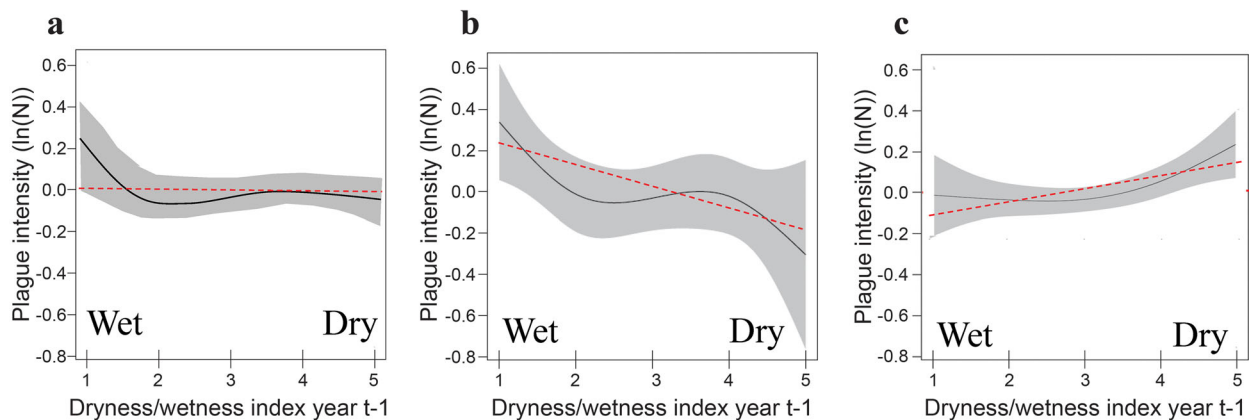 a
Plague intensity (ln(N))
0.6
0.4
0.2
0.0
-0.2
-0.4
-0.6
-0.8
Wet
Dry
1 2 3 4 5
Dryness/wetness index year t-1
b
Plague intensity (ln(N))
0.6
0.4
0.2
0.0
-0.2
-0.4
-0.6
-0.8
Wet
Dry
1 2 3 4 5
Dryness/wetness index year t-1
c
Plague intensity (ln(N))
0.6
0.4
0.2
0.0
-0.2
-0.4
-0.6
-0.8
Wet
Dry
1 2 3 4 5
Dryness/wetness index year t-1